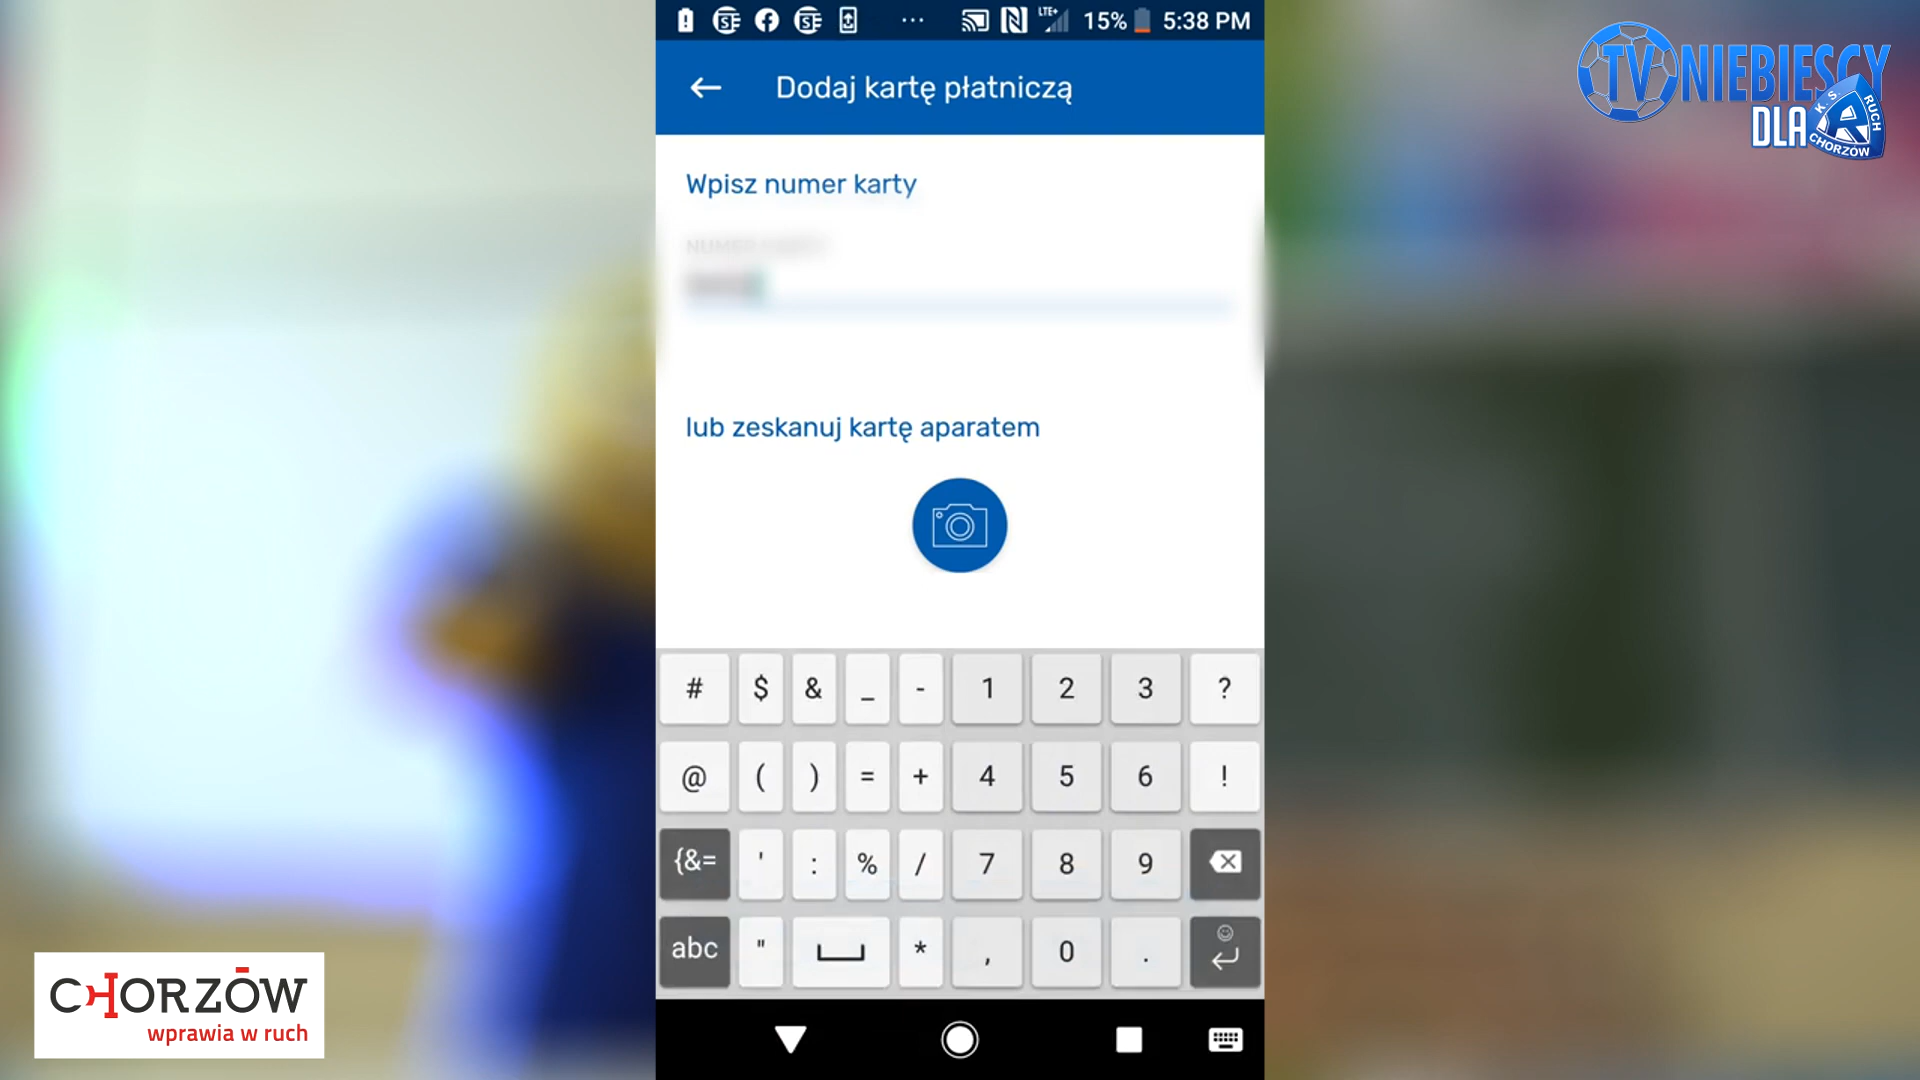 LTE+ 15% 5:38 PM
Dodaj kartę płatniczą
Wpisz numer karty
lub zeskanuj kartę aparatem
# $ & _ - 1 2 3 ?
@ ( ) = + 4 5 6 !
{&= ' : % / 7 8 9
abc " * , 0 .
TV NIEBIESCY
DLA
K. S. RUCH CHORZÓW
CHORZÓW
wprawia w ruch